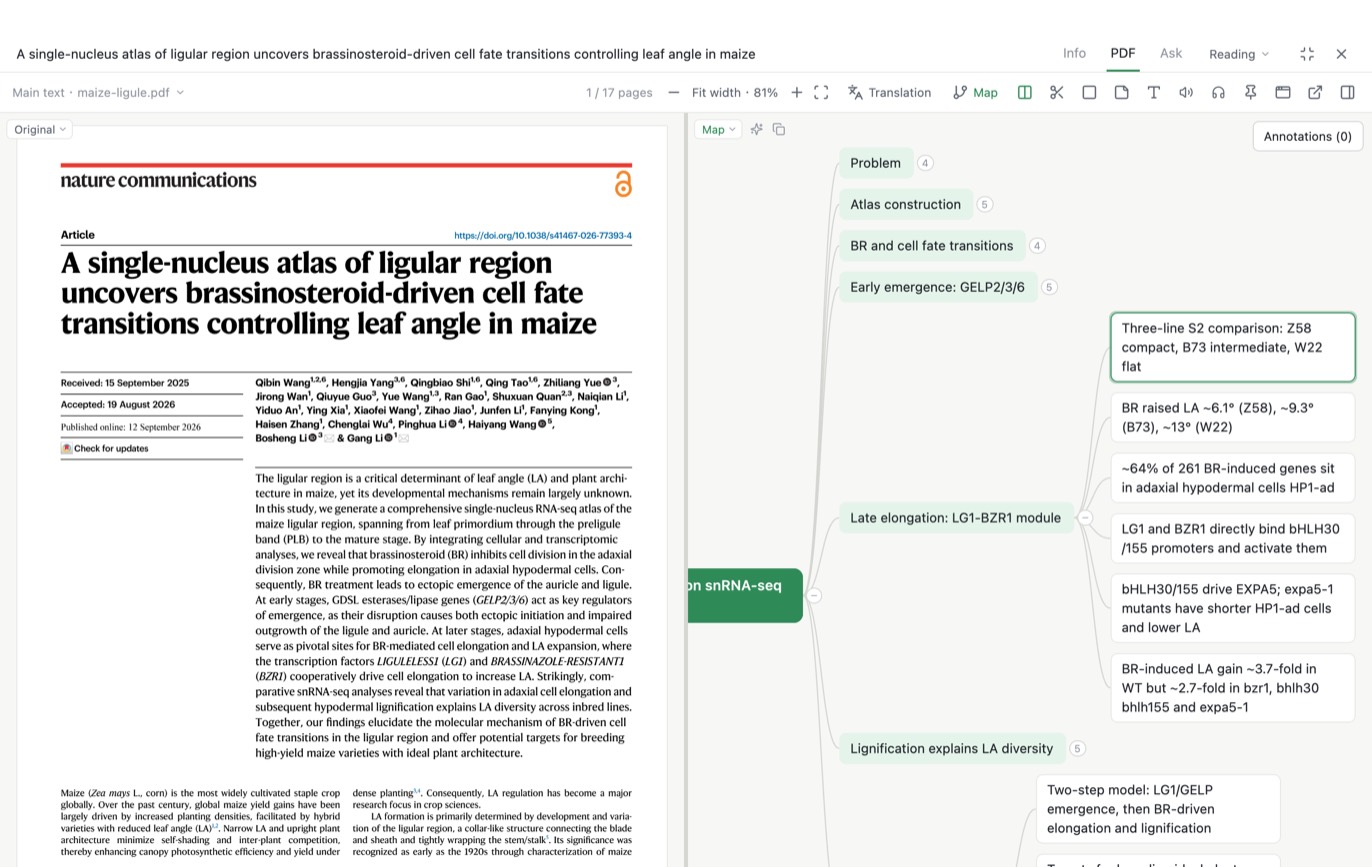 A single-nucleus atlas of ligular region uncovers brassinosteroid-driven cell fate transitions controlling leaf angle in maize
Info
PDF
Ask
Reading
Main text · maize-ligule.pdf
1 / 17 pages
Fit width · 81%
Translation
Map
Original
nature communications
Article
https://doi.org/10.1038/s41467-026-77393-4
A single-nucleus atlas of ligular region
uncovers brassinosteroid-driven cell fate
transitions controlling leaf angle in maize
Received: 15 September 2025
Accepted: 19 August 2026
Published online: 12 September 2026
Check for updates
Qibin Wang1,2,6, Hengjia Yang3,6, Qingbiao Shi1,6, Qing Tao1,6, Zhiliang Yue3,
Jirong Wan1, Qiuyue Guo3, Yue Wang1,3, Ran Gao1, Shuxuan Quan2,3, Naiqian Li1,
Yiduo An1, Ying Xia1, Xiaofei Wang1, Zihao Jiao1, Junfen Li1, Fanying Kong1,
Haisen Zhang1, Chenglai Wu4, Pinghua Li4, Haiyang Wang5,
Bosheng Li3 & Gang Li1
The ligular region is a critical determinant of leaf angle (LA) and plant archi-
tecture in maize, yet its developmental mechanisms remain largely unknown.
In this study, we generate a comprehensive single-nucleus RNA-seq atlas of the
maize ligular region, spanning from leaf primordium through the preligule
band (PLB) to the mature stage. By integrating cellular and transcriptomic
analyses, we reveal that brassinosteroid (BR) inhibits cell division in the adaxial
division zone while promoting elongation in adaxial hypodermal cells. Con-
sequently, BR treatment leads to ectopic emergence of the auricle and ligule.
At early stages, GDSL esterases/lipase genes (GELP2/3/6) act as key regulators
of emergence, as their disruption causes both ectopic initiation and impaired
outgrowth of the ligule and auricle. At later stages, adaxial hypodermal cells
serve as pivotal sites for BR-mediated cell elongation and LA expansion, where
the transcription factors LIGULELESS1 (LG1) and BRASSINAZOLE-RESISTANT1
(BZR1) cooperatively drive cell elongation to increase LA. Strikingly, com-
parative snRNA-seq analyses reveal that variation in adaxial cell elongation and
subsequent hypodermal lignification explains LA diversity across inbred lines.
Together, our findings elucidate the molecular mechanism of BR-driven cell
fate transitions in the ligular region and offer potential targets for breeding
high-yield maize varieties with ideal plant architecture.
Maize (Zea mays L., corn) is the most widely cultivated staple crop
globally. Over the past century, global maize yield gains have been
largely driven by increased planting densities, facilitated by hybrid
varieties with reduced leaf angle (LA)1,2. Narrow LA and upright plant
architecture minimize self-shading and inter-plant competition,
thereby enhancing canopy photosynthetic efficiency and yield under
dense planting3,4. Consequently, LA regulation has become a major
research focus in crop sciences.
LA formation is primarily determined by development and varia-
tion of the ligular region, a collar-like structure connecting the blade
and sheath and tightly wrapping the stem/stalk5. Its significance was
recognized as early as the 1920s through characterization of maize
Map
Annotations (0)
Problem 4
Atlas construction 5
BR and cell fate transitions 4
Early emergence: GELP2/3/6 5
Three-line S2 comparison: Z58
compact, B73 intermediate, W22
flat
BR raised LA ~6.1° (Z58), ~9.3°
(B73), ~13° (W22)
~64% of 261 BR-induced genes sit
in adaxial hypodermal cells HP1-ad
Late elongation: LG1-BZR1 module
LG1 and BZR1 directly bind bHLH30
/155 promoters and activate them
bHLH30/155 drive EXPA5; expa5-1
mutants have shorter HP1-ad cells
and lower LA
on snRNA-seq
BR-induced LA gain ~3.7-fold in
WT but ~2.7-fold in bzr1, bhlh30
bhlh155 and expa5-1
Lignification explains LA diversity 5
Two-step model: LG1/GELP
emergence, then BR-driven
elongation and lignification